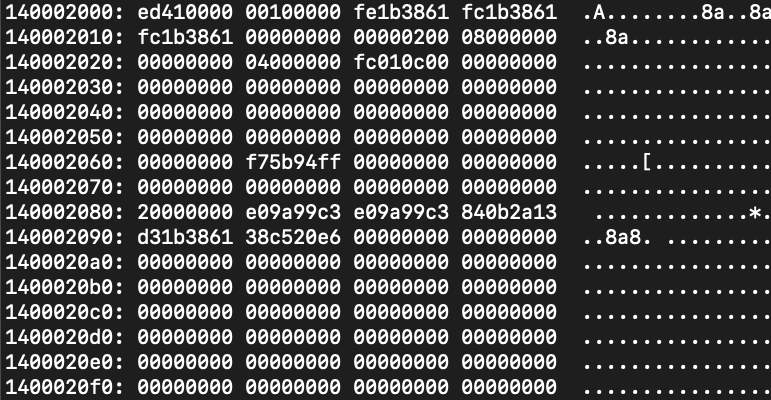 140002000: ed410000 00100000 fe1b3861 fc1b3861 .A........8a..8a
140002010: fc1b3861 00000000 00000200 08000000 ..8a............
140002020: 00000000 04000000 fc010c00 00000000 ................
140002030: 00000000 00000000 00000000 00000000 ................
140002040: 00000000 00000000 00000000 00000000 ................
140002050: 00000000 00000000 00000000 00000000 ................
140002060: 00000000 f75b94ff 00000000 00000000 .....[..........
140002070: 00000000 00000000 00000000 00000000 ................
140002080: 20000000 e09a99c3 e09a99c3 840b2a13  .............*.
140002090: d31b3861 38c520e6 00000000 00000000 ..8a8. .........
1400020a0: 00000000 00000000 00000000 00000000 ................
1400020b0: 00000000 00000000 00000000 00000000 ................
1400020c0: 00000000 00000000 00000000 00000000 ................
1400020d0: 00000000 00000000 00000000 00000000 ................
1400020e0: 00000000 00000000 00000000 00000000 ................
1400020f0: 00000000 00000000 00000000 00000000 ................